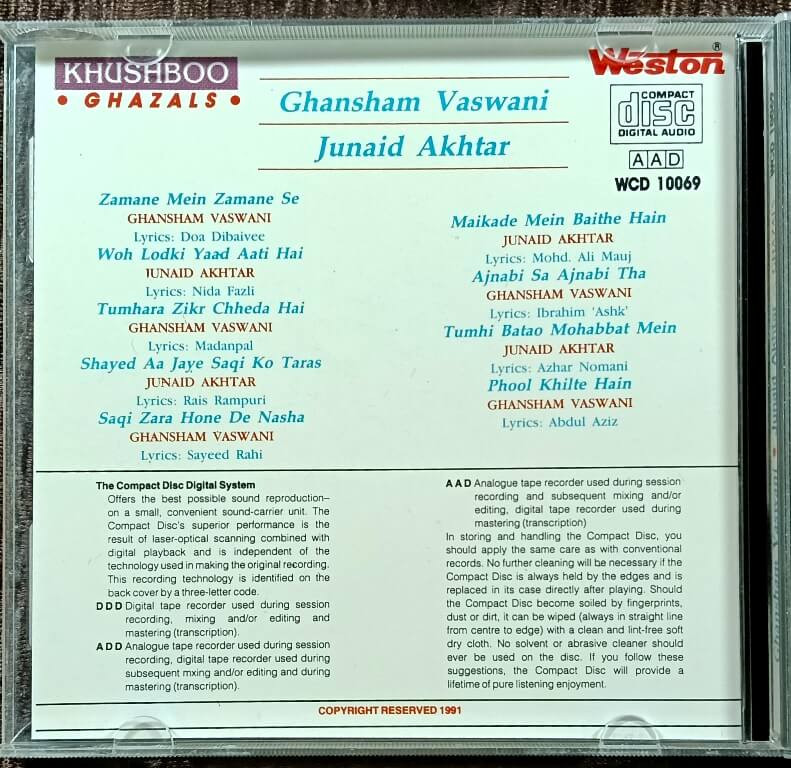 KHUSHBOO
• GHAZALS •
Ghansham Vaswani
Junaid Akhtar
Weston®
COMPACT
disc
DIGITAL AUDIO
AAD
WCD 10069
Zamane Mein Zamane Se
GHANSHAM VASWANI
Lyrics: Doa Dibaivee
Woh Lodki Yaad Aati Hai
JUNAID AKHTAR
Lyrics: Nida Fazli
Tumhara Zikr Chheda Hai
GHANSHAM VASWANI
Lyrics: Madanpal
Shayed Aa Jaye Saqi Ko Taras
JUNAID AKHTAR
Lyrics: Rais Rampuri
Saqi Zara Hone De Nasha
GHANSHAM VASWANI
Lyrics: Sayeed Rahi
Maikade Mein Baithe Hain
JUNAID AKHTAR
Lyrics: Mohd. Ali Mauj
Ajnabi Sa Ajnabi Tha
GHANSHAM VASWANI
Lyrics: Ibrahim 'Ashk'
Tumhi Batao Mohabbat Mein
JUNAID AKHTAR
Lyrics: Azhar Nomani
Phool Khilte Hain
GHANSHAM VASWANI
Lyrics: Abdul Aziz
The Compact Disc Digital System
Offers the best possible sound reproduction–
on a small, convenient sound-carrier unit. The
Compact Disc's superior performance is the
result of laser-optical scanning combined with
digital playback and is independent of the
technology used in making the original recording.
This recording technology is identified on the
back cover by a three-letter code.
DDD Digital tape recorder used during session
recording, mixing and/or editing and
mastering (transcription).
ADD Analogue tape recorder used during session
recording, digital tape recorder used during
subsequent mxing and/or editing and during
mastering (transcription).
AAD Analogue tape recorder used during session
recording and subsequent mixing and/or
editing, digital tape recorder used during
mastering (transcription)
In storing and handling the Compact Disc, you
should apply the same care as with conventional
records. No further cleaning will be necessary if the
Compact Disc is always held by the edges and is
replaced in its case directly after playing. Should
the Compact Disc become soiled by fingerprints,
dust or dirt, it can be wiped (always in straight line
from centre to edge) with a clean and lint-free soft
dry cloth. No solvent or abrasive cleaner should
ever be used on the disc. If you follow these
suggestions, the Compact Disc will provide a
lifetime of pure listening enjoyment.
COPYRIGHT RESERVED 1991
Ghansham Vaswani •